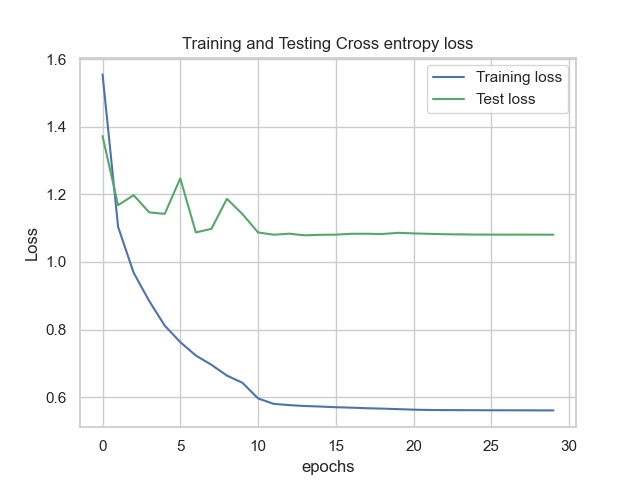 Training and Testing Cross entropy loss
Training loss
Test loss
1.6
1.4
1.2
1.0
0.8
0.6
Loss
0 5 10 15 20 25 30
epochs